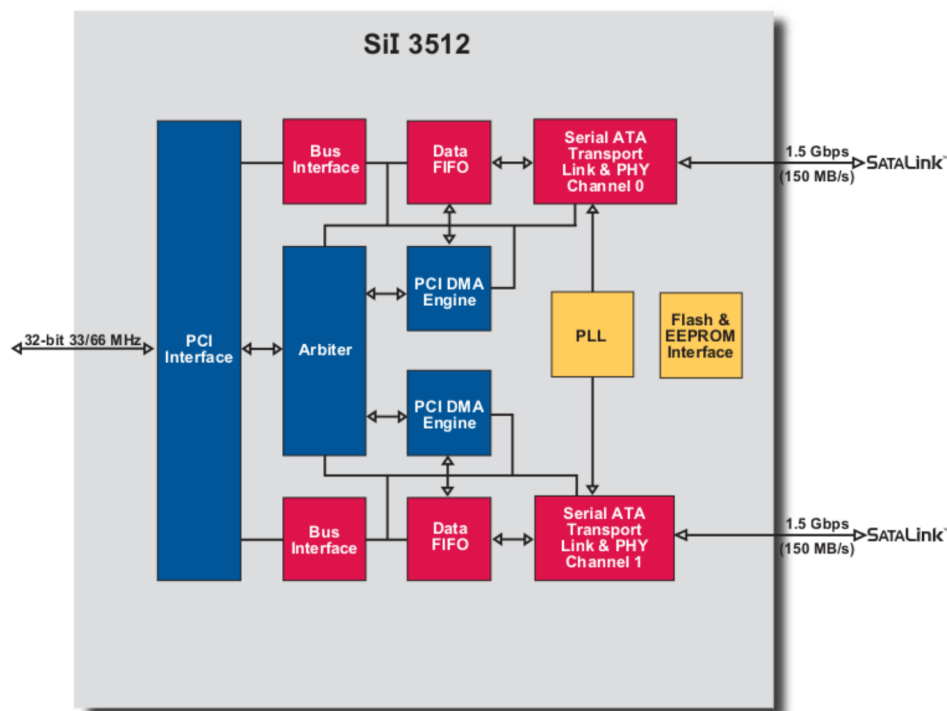 SiI 3512
Bus
Interface
Data
FIFO
Serial ATA
Transport
Link & PHY
Channel 0
1.5 Gbps
(150 MB/s)
SATALink™
32-bit 33/66 MHz
PCI
Interface
Arbiter
PCI DMA
Engine
PLL
Flash &
EEPROM
Interface
PCI DMA
Engine
Bus
Interface
Data
FIFO
Serial ATA
Transport
Link & PHY
Channel 1
1.5 Gbps
(150 MB/s)
SATALink™